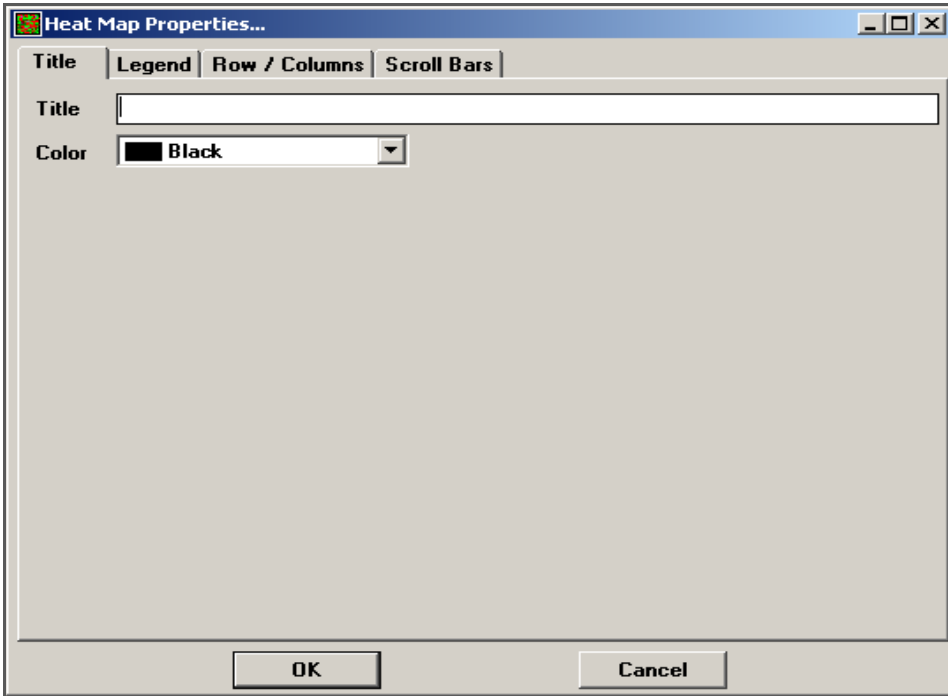 Heat Map Properties...
Title Legend Row / Columns Scroll Bars
Title
Color Black
OK Cancel